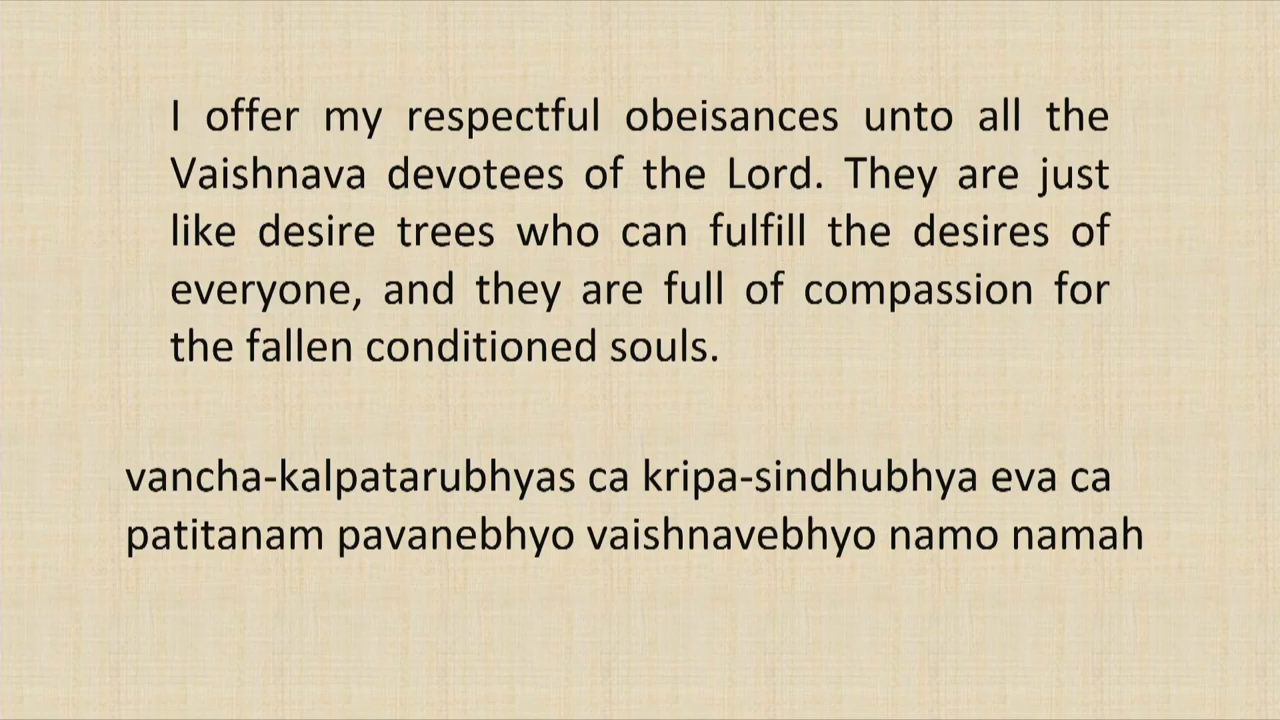 I offer my respectful obeisances unto all the
Vaishnava devotees of the Lord. They are just
like desire trees who can fulfill the desires of
everyone, and they are full of compassion for
the fallen conditioned souls.
vancha-kalpatarubhyas ca kripa-sindhubhya eva ca
patitanam pavanebhyo vaishnavebhyo namo namah